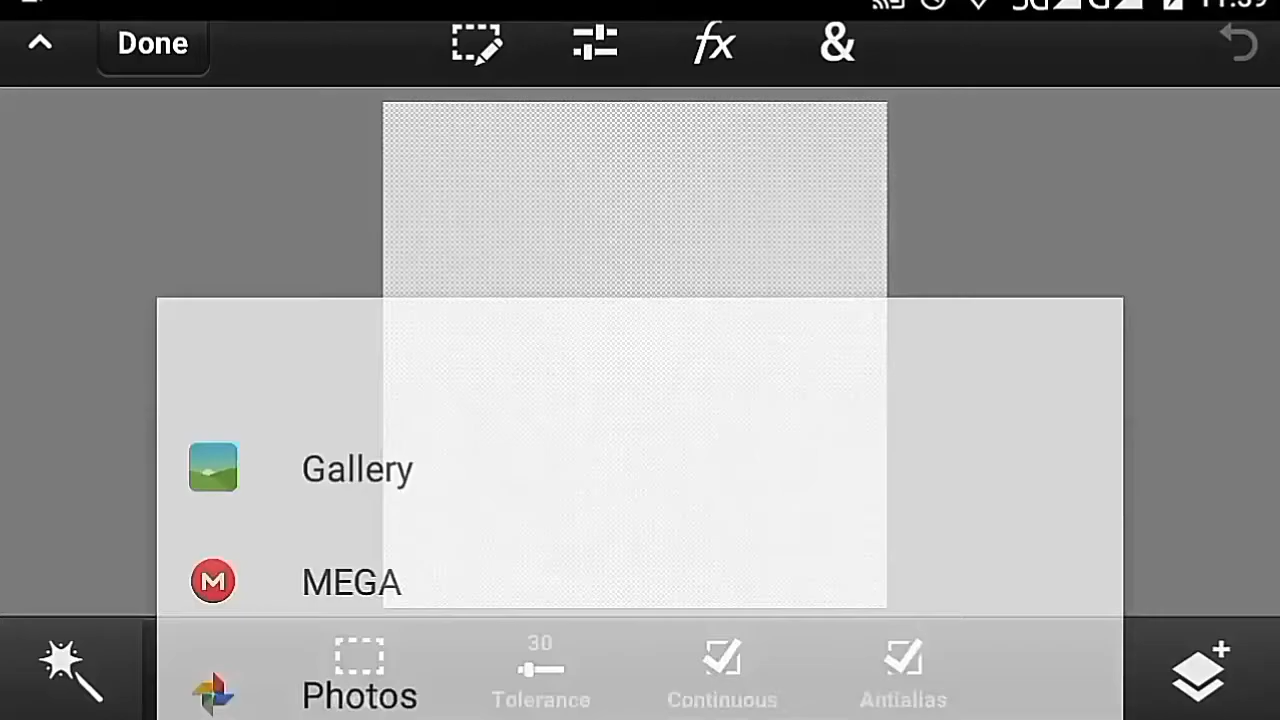 Done
fx
&
Gallery
MEGA
30
Photos
Tolerance
Continuous
Antialias